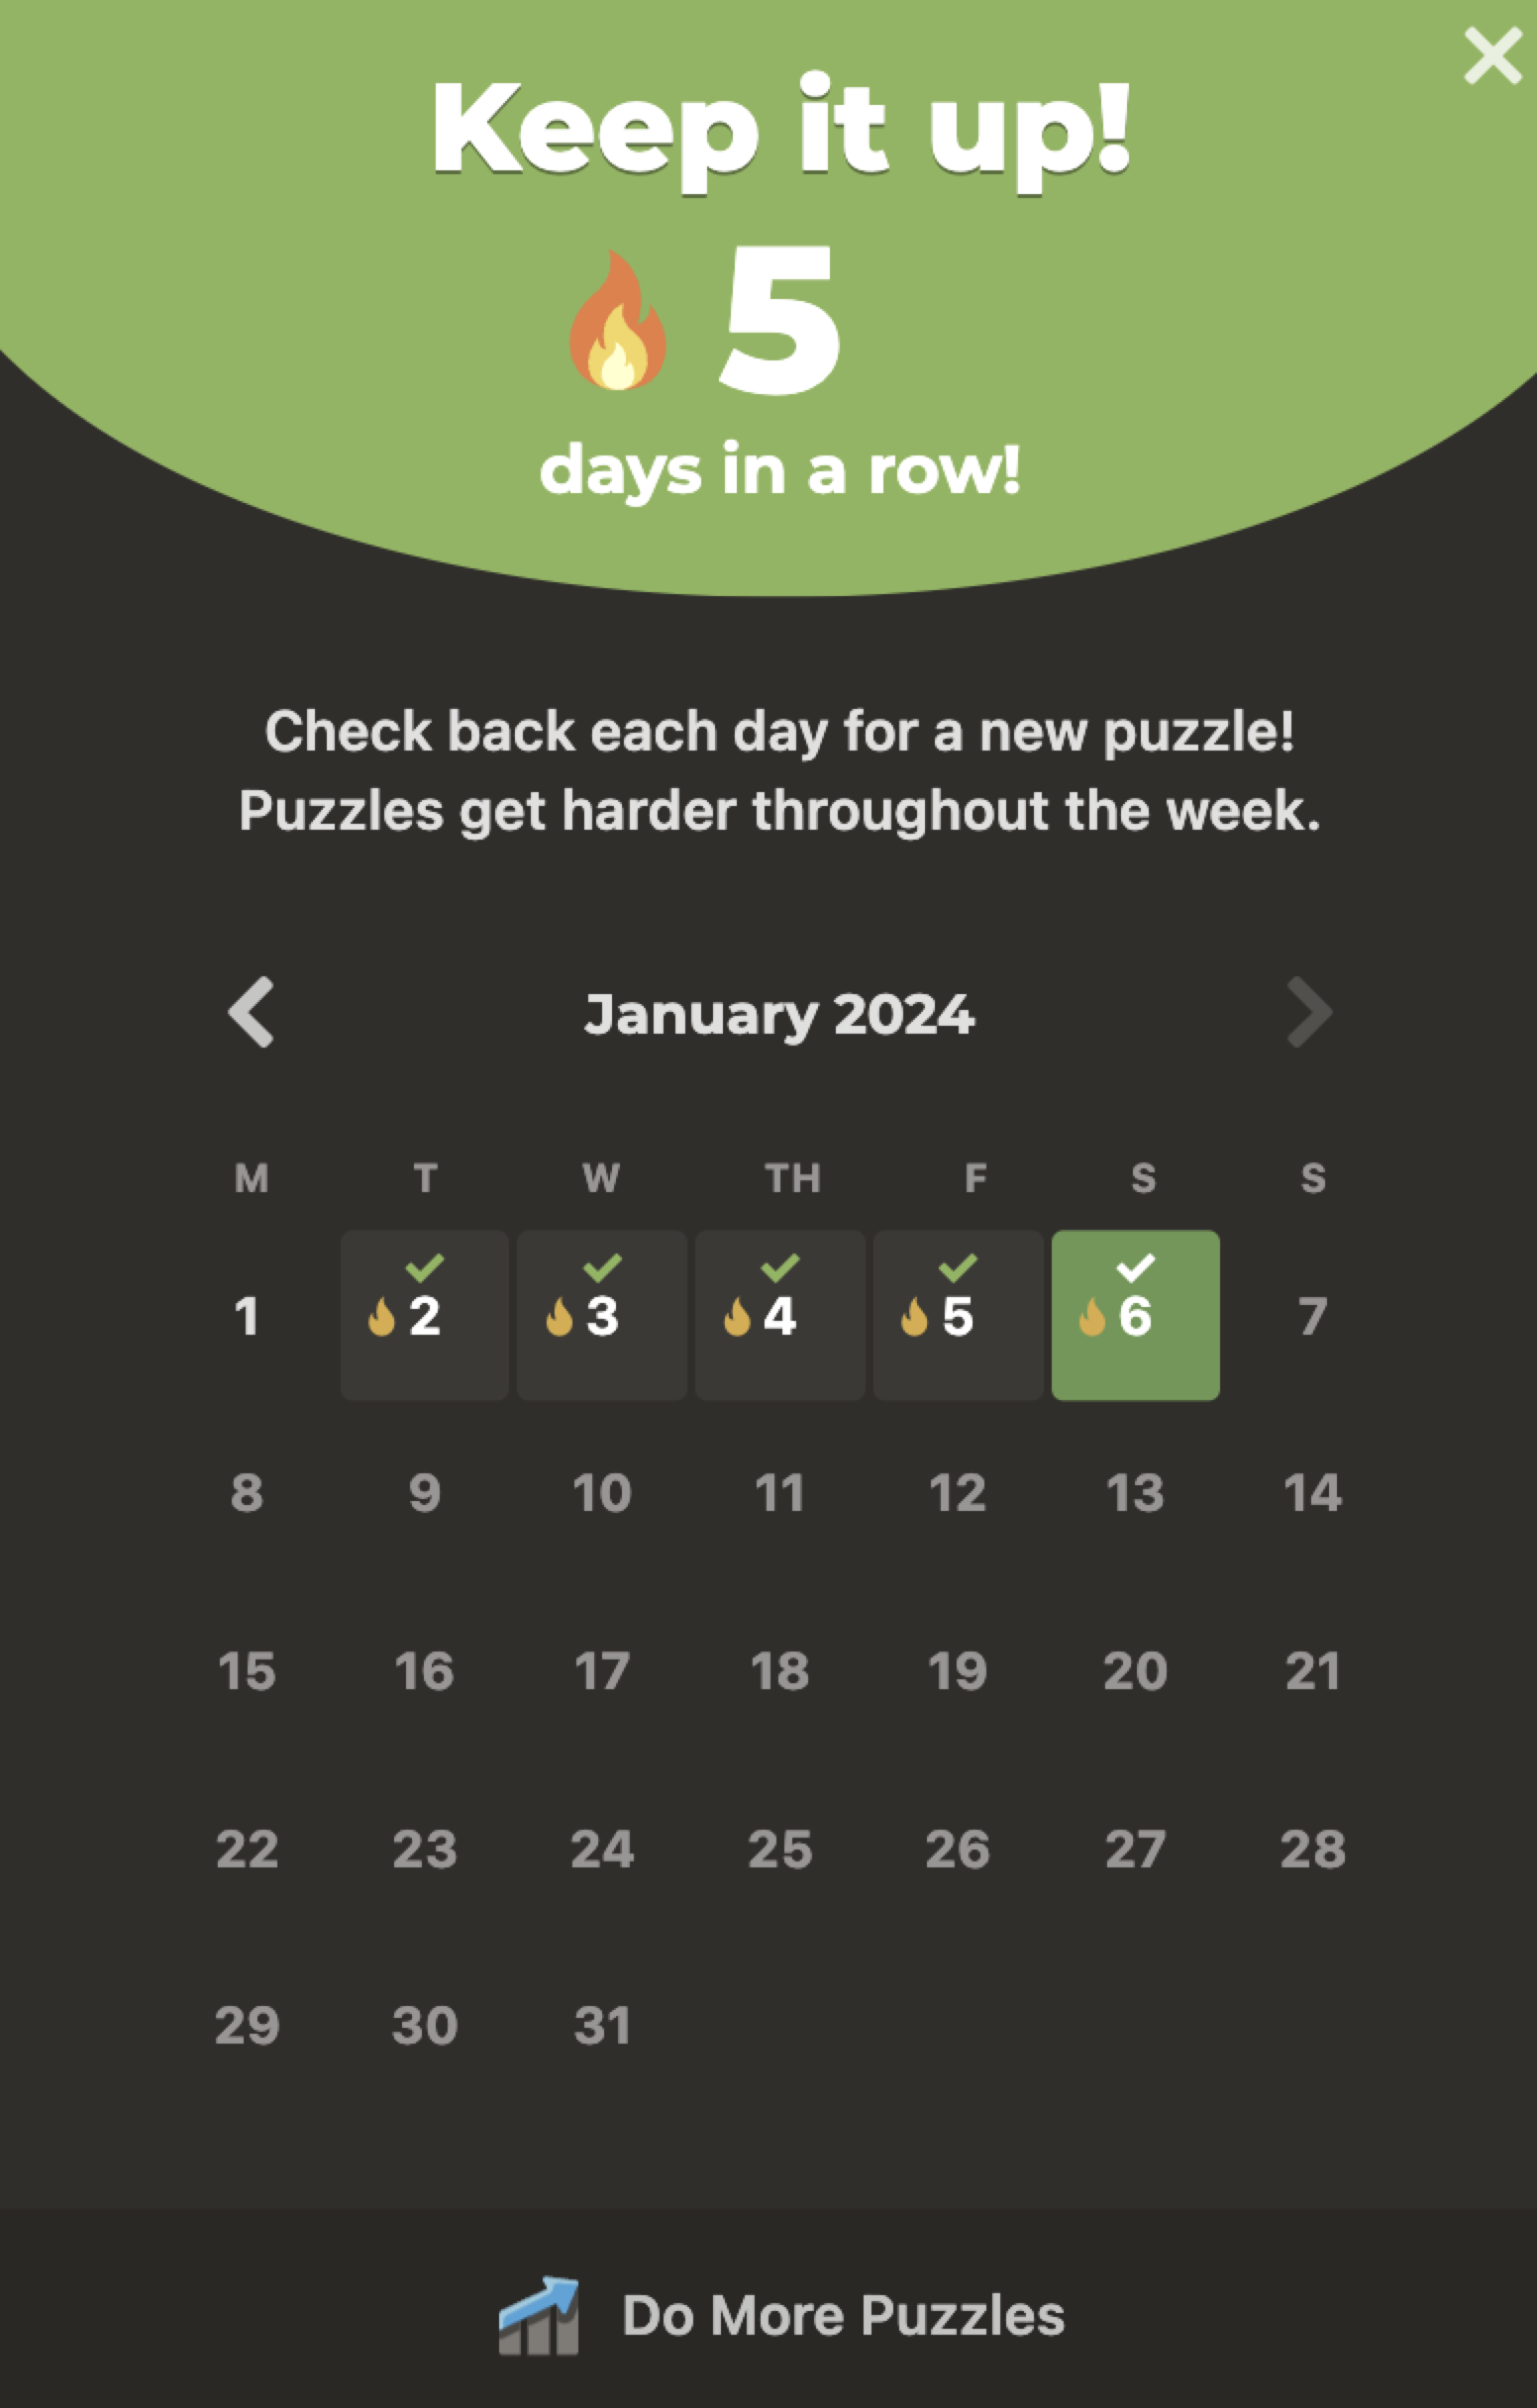 Keep it up!
5
days in a row!
Check back each day for a new puzzle!
Puzzles get harder throughout the week.
January 2024
M T W TH F S S
1 2 3 4 5 6 7
8 9 10 11 12 13 14
15 16 17 18 19 20 21
22 23 24 25 26 27 28
29 30 31
Do More Puzzles